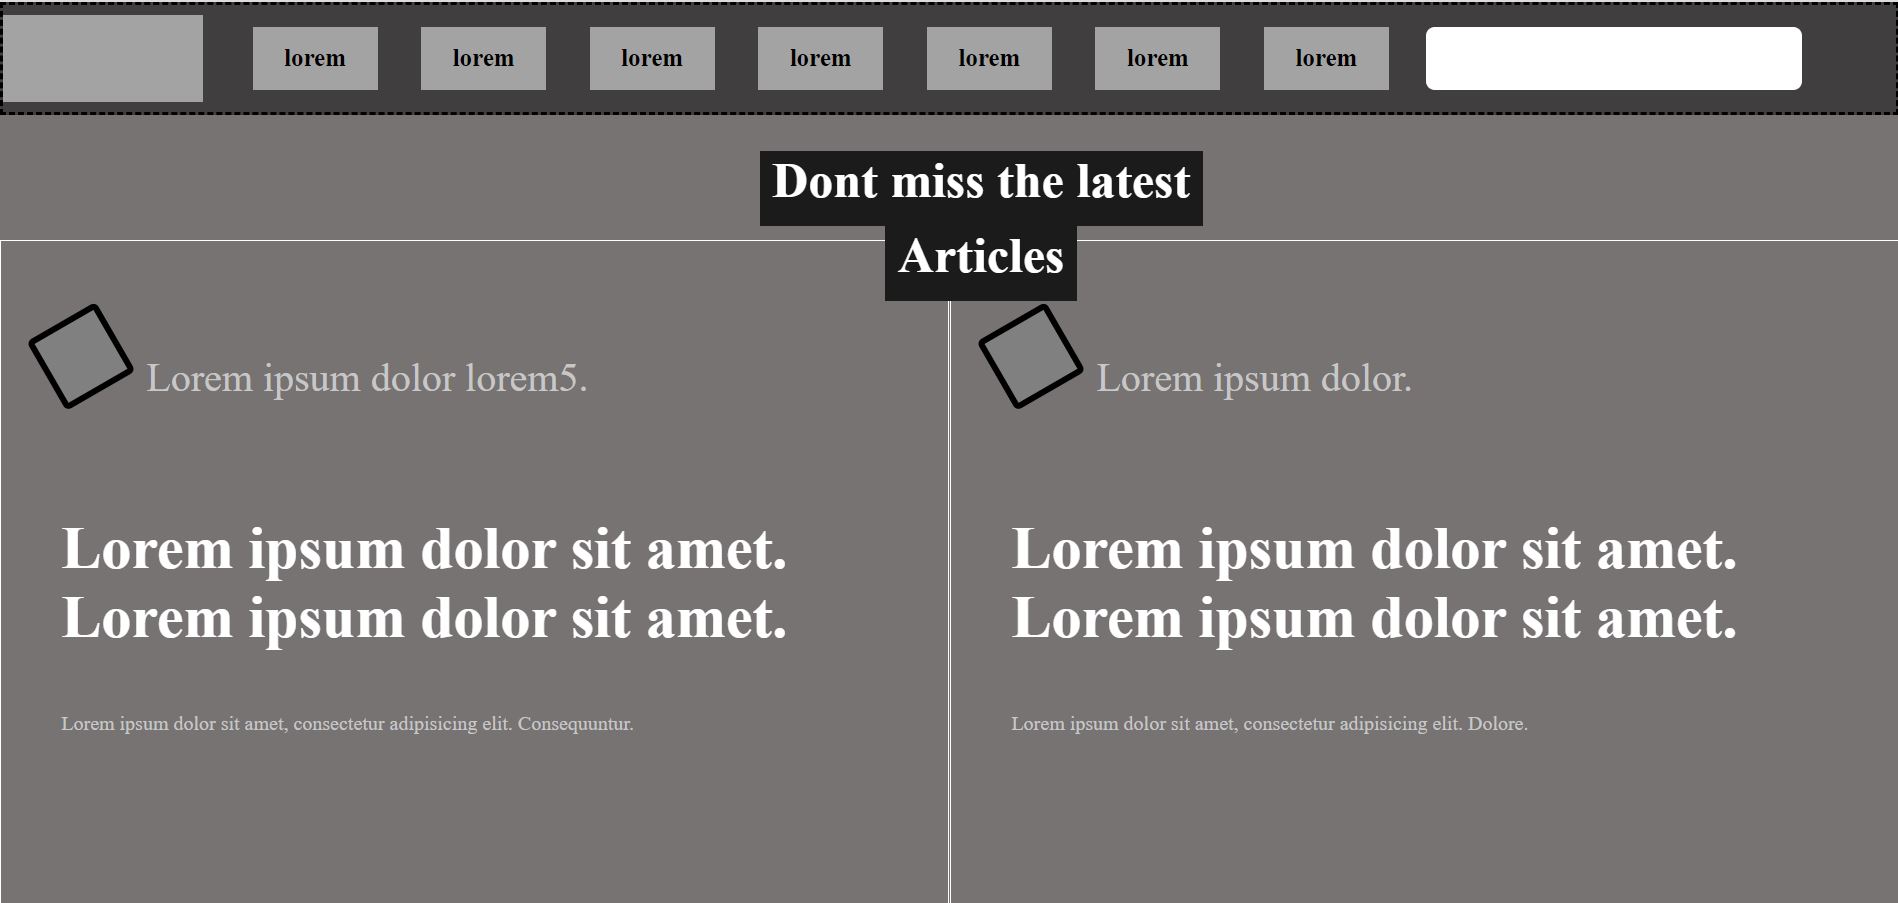 lorem lorem lorem lorem lorem lorem lorem
Dont miss the latest
Articles
Lorem ipsum dolor lorem5.
Lorem ipsum dolor sit amet.
Lorem ipsum dolor sit amet.
Lorem ipsum dolor sit amet, consectetur adipisicing elit. Consequuntur.
Lorem ipsum dolor.
Lorem ipsum dolor sit amet.
Lorem ipsum dolor sit amet.
Lorem ipsum dolor sit amet, consectetur adipisicing elit. Dolore.